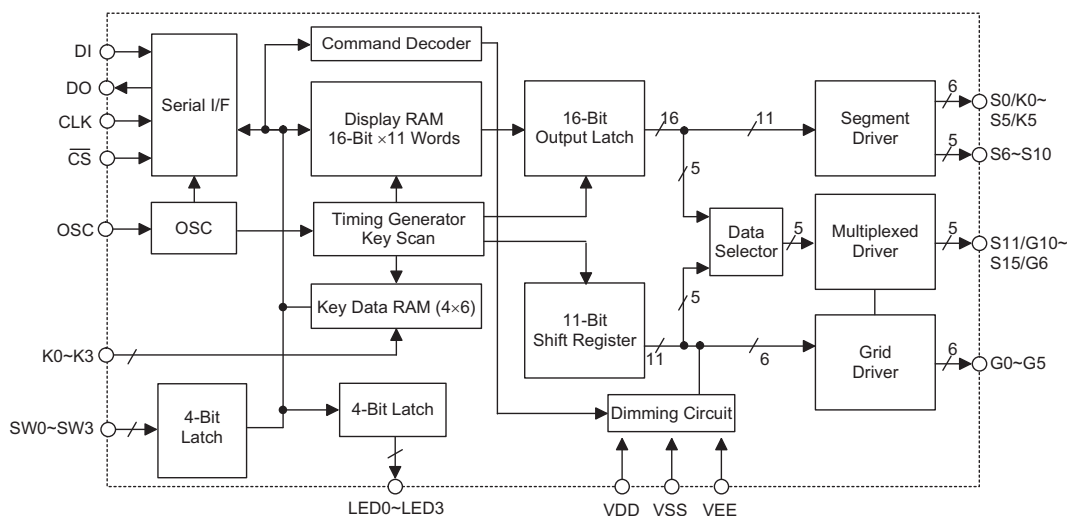 DI
DO
CLK
CS
OSC
K0~K3
SW0~SW3
Serial I/F
OSC
4-Bit
Latch
Command Decoder
Display RAM
16-Bit ×11 Words
Timing Generator
Key Scan
Key Data RAM (4×6)
4-Bit Latch
LED0~LED3
16-Bit
Output Latch
16
11
5
11-Bit
Shift Register
11
5
6
Data
Selector
5
Dimming Circuit
VDD
VSS
VEE
Segment
Driver
6
S0/K0~
S5/K5
5
S6~S10
Multiplexed
Driver
5
S11/G10~
S15/G6
Grid
Driver
6
G0~G5